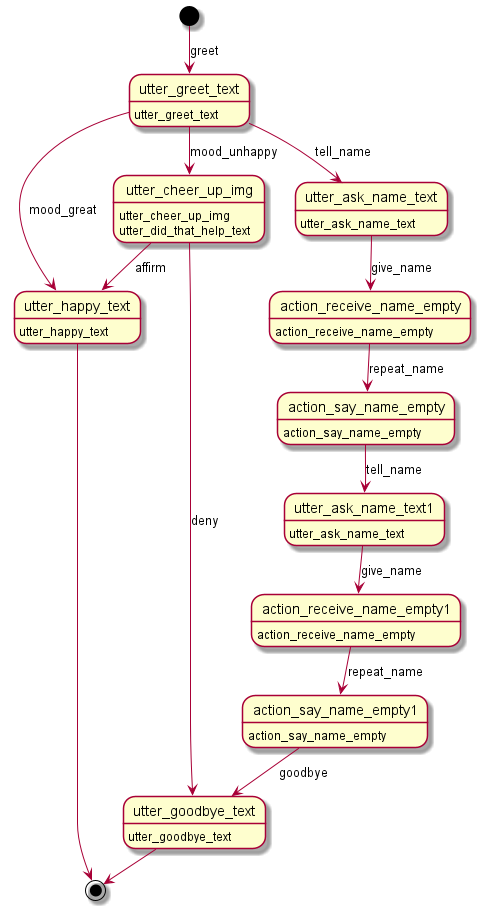 greet
utter_greet_text
utter_greet_text
mood_unhappy
tell_name
utter_cheer_up_img
utter_cheer_up_img
utter_did_that_help_text
utter_ask_name_text
utter_ask_name_text
mood_great
affirm
give_name
utter_happy_text
utter_happy_text
action_receive_name_empty
action_receive_name_empty
repeat_name
action_say_name_empty
action_say_name_empty
tell_name
utter_ask_name_text1
utter_ask_name_text
deny
give_name
action_receive_name_empty1
action_receive_name_empty
repeat_name
action_say_name_empty1
action_say_name_empty
goodbye
utter_goodbye_text
utter_goodbye_text